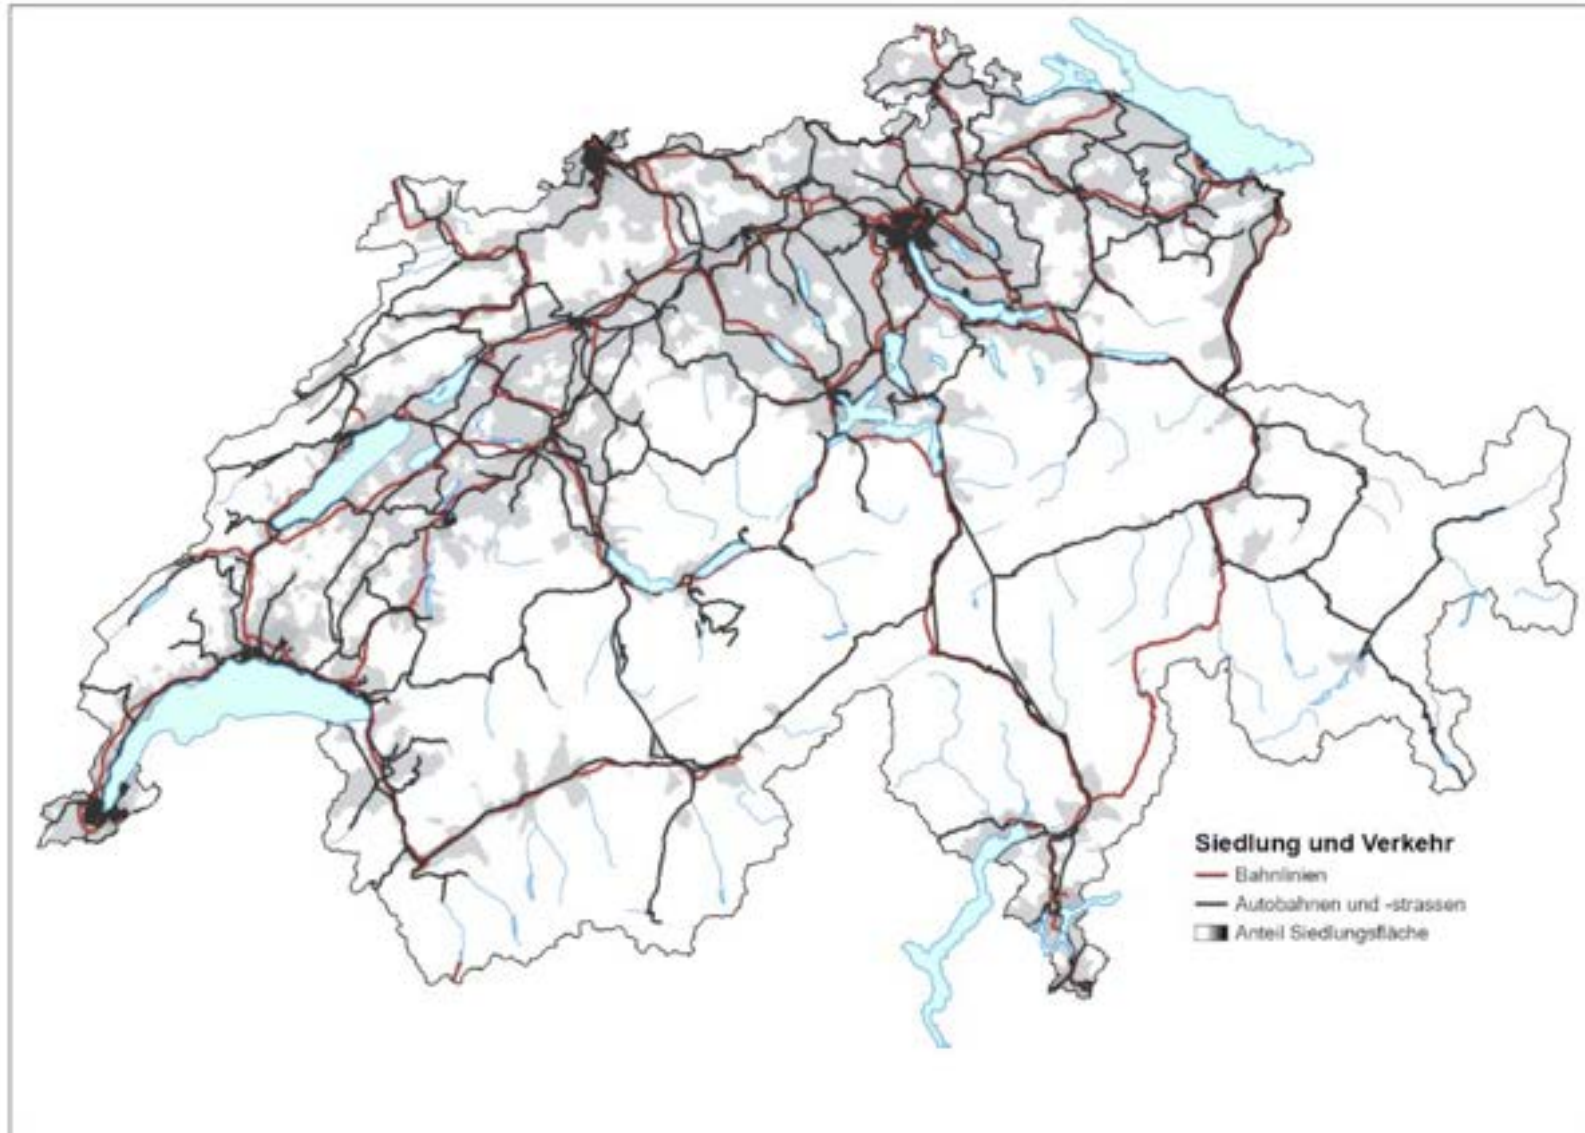 Siedlung und Verkehr
Bahnlinien
Autobahnen und -strassen
Anteil Siedlungsfläche